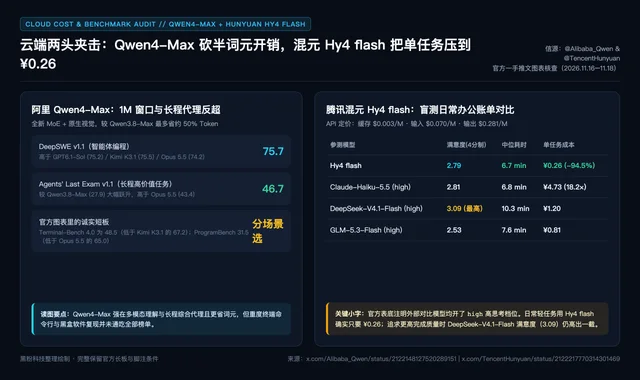 CLOUD COST & BENCHMARK AUDIT // QWEN4-MAX + HUNYUAN HY4 FLASH
云端两头夹击：Qwen4-Max 砍半词元开销，混元 Hy4 flash 把单任务压到
¥0.26
信源：@Alibaba_Qwen &
@TencentHunyuan
官方一手推文图表核查（2026.11.16–11.18）
阿里 Qwen4-Max：1M 窗口与长程代理反超
全新 MoE + 原生视觉，较 Qwen3.8-Max 最多省约 50% Token
DeepSWE v1.1（智能体编程）
高于 GPT6.1-Sol (75.2) / Kimi K3.1 (75.5) / Opus 5.5 (74.2)
75.7
Agents' Last Exam v1.1（长程高价值任务）
较 Qwen3.8-Max (27.9) 大幅跃升，高于 Opus 5.5 (43.4)
46.7
官方图表里的诚实短板
Terminal-Bench 4.0 为 48.5（低于 Kimi K3.1 的 67.2）；ProgramBench 31.5
（低于 Opus 5.5 的 65.0）
分场景
选
读图要点：Qwen4-Max 强在多模态理解与长程综合代理且更省词元，但重度终端命
令行与黑盒软件复现并未通吃全部榜单。
腾讯混元 Hy4 flash：盲测日常办公账单对比
API 定价：缓存 $0.003/M · 输入 $0.070/M · 输出 $0.281/M
参测模型 满意度(4分制) 中位耗时 单任务成本
Hy4 flash 2.79 6.7 min ¥0.26 (−94.5%)
Claude-Haiku-5.5 (high) 2.81 6.8 min ¥4.73 (18.2×)
DeepSeek-V4.1-Flash (high) 3.09 (最高) 10.3 min ¥1.20
GLM-5.3-Flash (high) 2.53 7.6 min ¥0.81
关键小字：官方表底注明外部对比模型均开了 high 高思考档位。日常轻任务用 Hy4 flash
确实只要 ¥0.26；追求更高完成质量时 DeepSeek-V4.1-Flash 满意度（3.09）仍高出一截。
黑粉科技整理绘制 · 完整保留官方长板与脚注条件
来源：x.com/Alibaba_Qwen/status/2122148127520289151 | x.com/TencentHunyuan/status/2122217770314301469